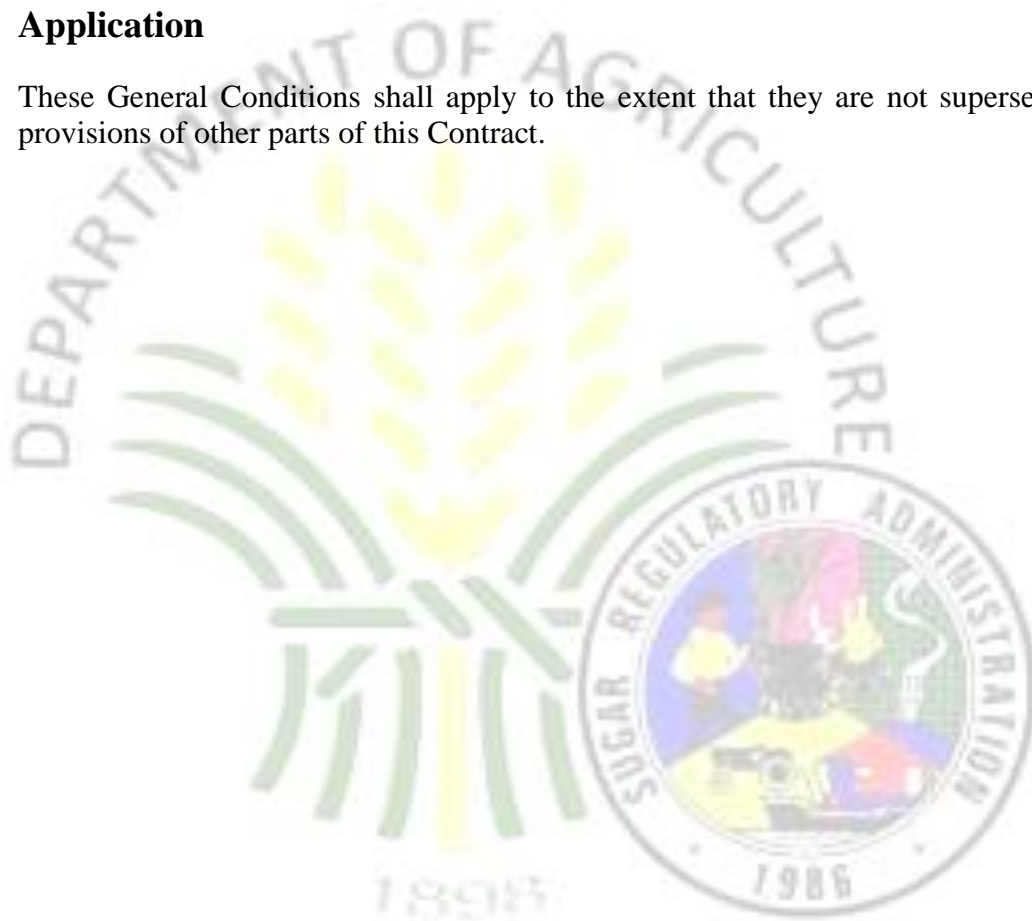 Application
These General Conditions shall apply to the extent that they are not superse
provisions of other parts of this Contract.
DEPARTMENT OF AGRICULTURE
SUGAR REGULATORY ADMINISTRATION
1986
1898